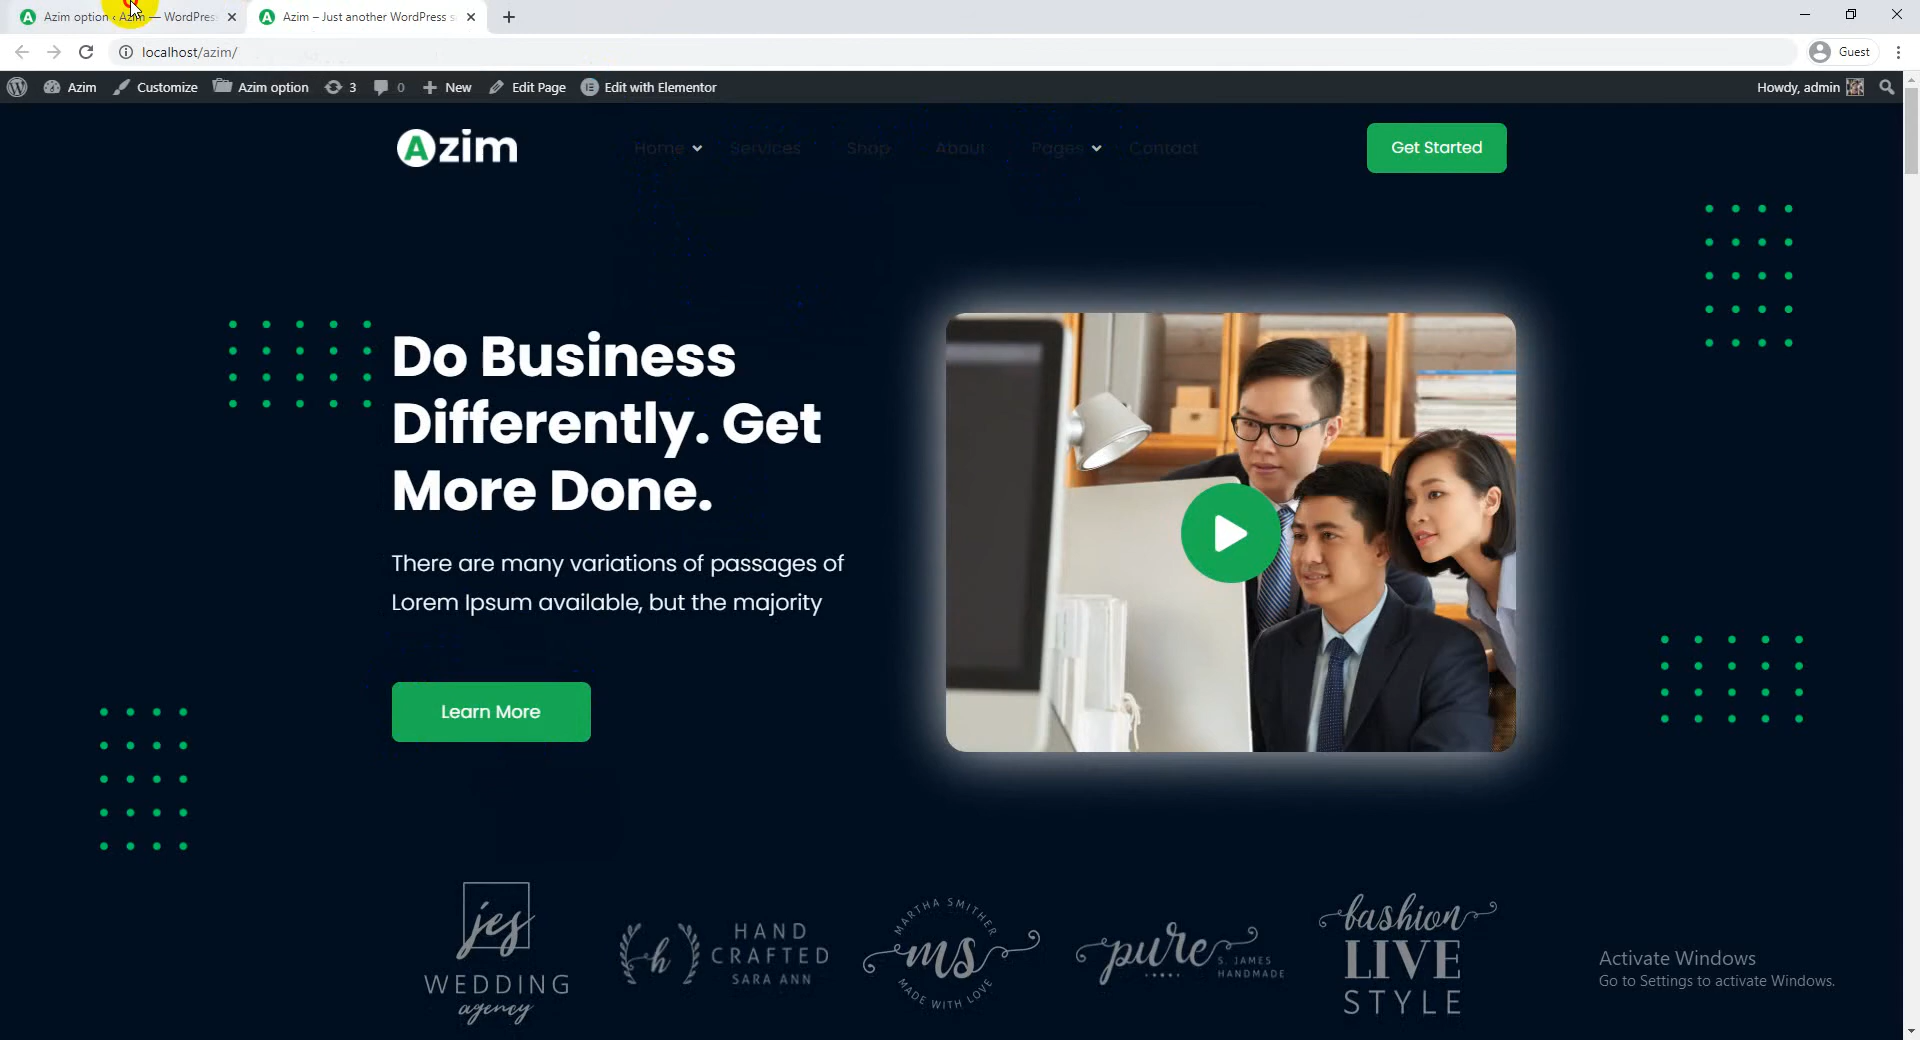 Azim option ‹ Azim — WordPress
Azim – Just another WordPress s
localhost/azim/
Guest
Azim
Customize
Azim option
3
0
New
Edit Page
Edit with Elementor
Howdy, admin
Azim
Home
Services
Shop
About
Pages
Contact
Get Started
Do Business
Differently. Get
More Done.
There are many variations of passages of
Lorem Ipsum available, but the majority
Learn More
jes
WEDDING
agency
h
HAND
CRAFTED
SARA ANN
MARTHA SMITHER
ms
MADE WITH LOVE
pure
S. JAMES
HANDMADE
fashion
LIVE
STYLE
Activate Windows
Go to Settings to activate Windows.